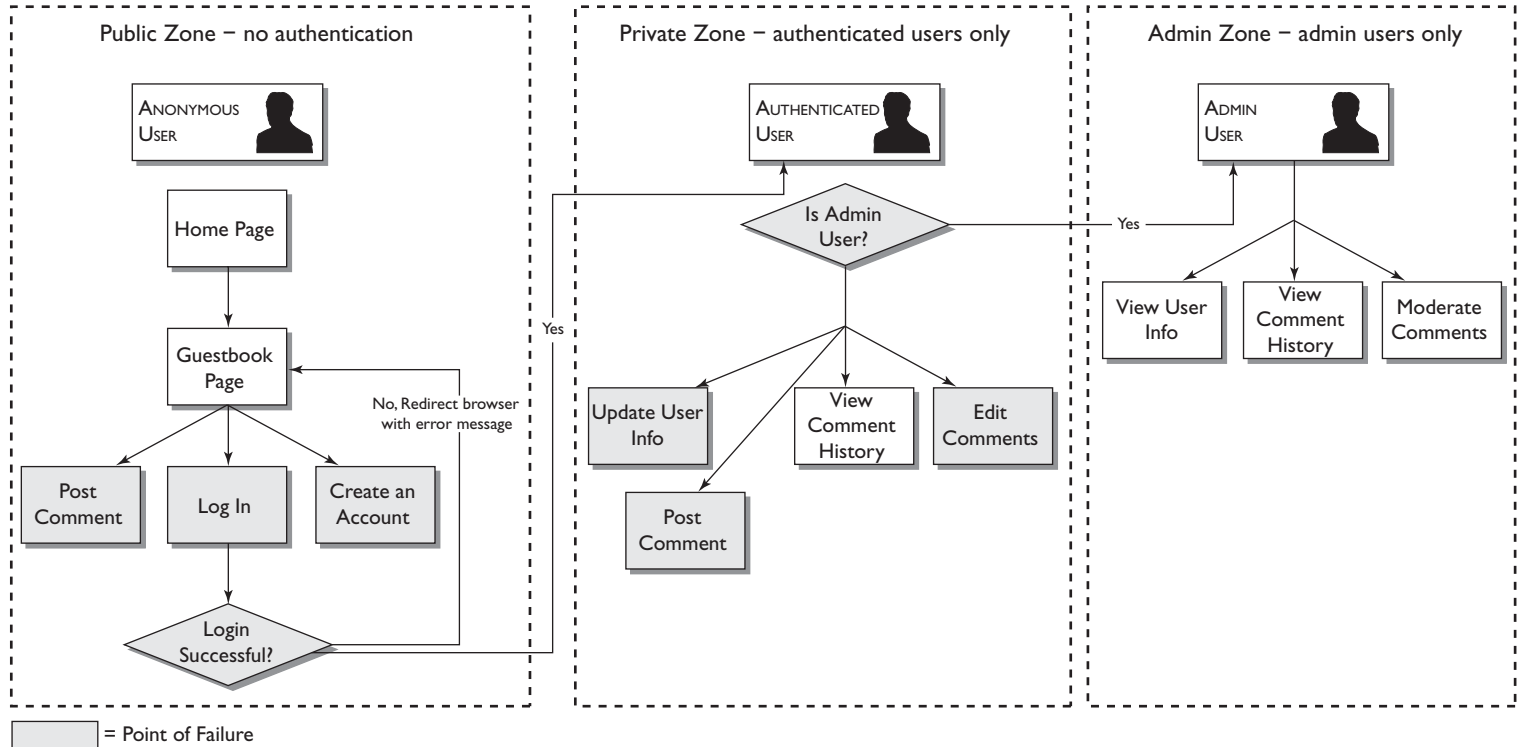 Public Zone – no authentication
ANONYMOUS
USER
Home Page
Guestbook
Page
No, Redirect browser
with error message
Post
Comment
Log In
Create an
Account
Login
Successful?
Yes
Private Zone – authenticated users only
AUTHENTICATED
USER
Is Admin
User?
Yes
Update User
Info
View
Comment
History
Edit
Comments
Post
Comment
Admin Zone – admin users only
ADMIN
USER
View User
Info
View
Comment
History
Moderate
Comments
= Point of Failure